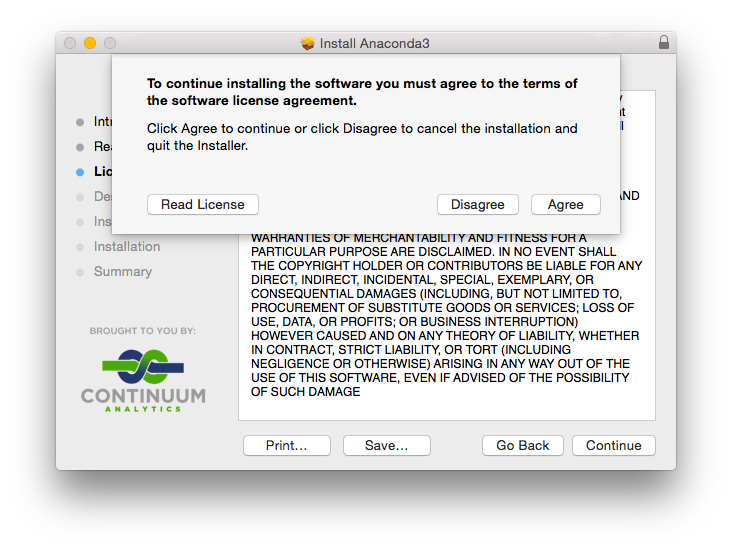 Install Anaconda3
To continue installing the software you must agree to the terms of
the software license agreement.
Click Agree to continue or click Disagree to cancel the installation and
quit the Installer.
Read License
Disagree
Agree
Int
Rea
Lic
De
Ins
Installation
Summary
AND
WARRANTIES OF MERCHANTABILITY AND FITNESS FOR A
PARTICULAR PURPOSE ARE DISCLAIMED. IN NO EVENT SHALL
THE COPYRIGHT HOLDER OR CONTRIBUTORS BE LIABLE FOR ANY
DIRECT, INDIRECT, INCIDENTAL, SPECIAL, EXEMPLARY, OR
CONSEQUENTIAL DAMAGES (INCLUDING, BUT NOT LIMITED TO,
PROCUREMENT OF SUBSTITUTE GOODS OR SERVICES; LOSS OF
USE, DATA, OR PROFITS; OR BUSINESS INTERRUPTION)
HOWEVER CAUSED AND ON ANY THEORY OF LIABILITY, WHETHER
IN CONTRACT, STRICT LIABILITY, OR TORT (INCLUDING
NEGLIGENCE OR OTHERWISE) ARISING IN ANY WAY OUT OF THE
USE OF THIS SOFTWARE, EVEN IF ADVISED OF THE POSSIBILITY
OF SUCH DAMAGE
BROUGHT TO YOU BY:
CONTINUUM
ANALYTICS
Print...
Save...
Go Back
Continue